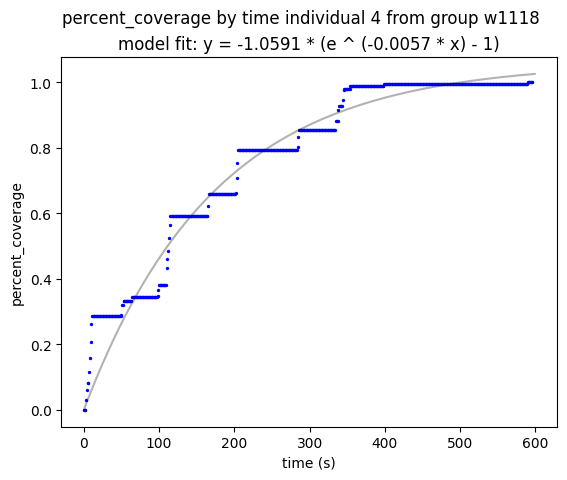 percent_coverage by time individual 4 from group w1118
model fit: y = -1.0591 * (e ^ (-0.0057 * x) - 1)
1.0
0.8
0.6
0.4
0.2
0.0
percent_coverage
0 100 200 300 400 500 600
time (s)